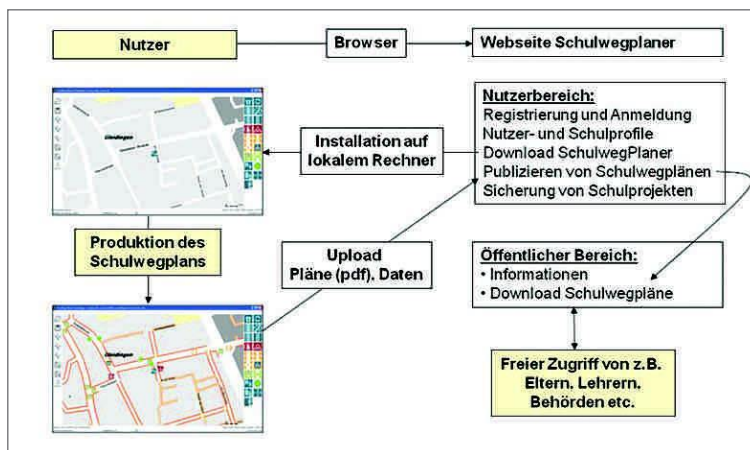 Nutzer
Browser
Webseite Schulwegplaner
Nutzerbereich:
Registrierung und Anmeldung
Nutzer- und Schulprofile
Download SchulwegPlaner
Publizieren von Schulwegplänen
Sicherung von Schulprojekten
Installation auf
lokalem Rechner
Produktion des
Schulwegplans
Upload
Pläne (pdf). Daten
Öffentlicher Bereich:
• Informationen
• Download Schulwegpläne
Freier Zugriff von z.B.
Eltern. Lehrern.
Behörden etc.